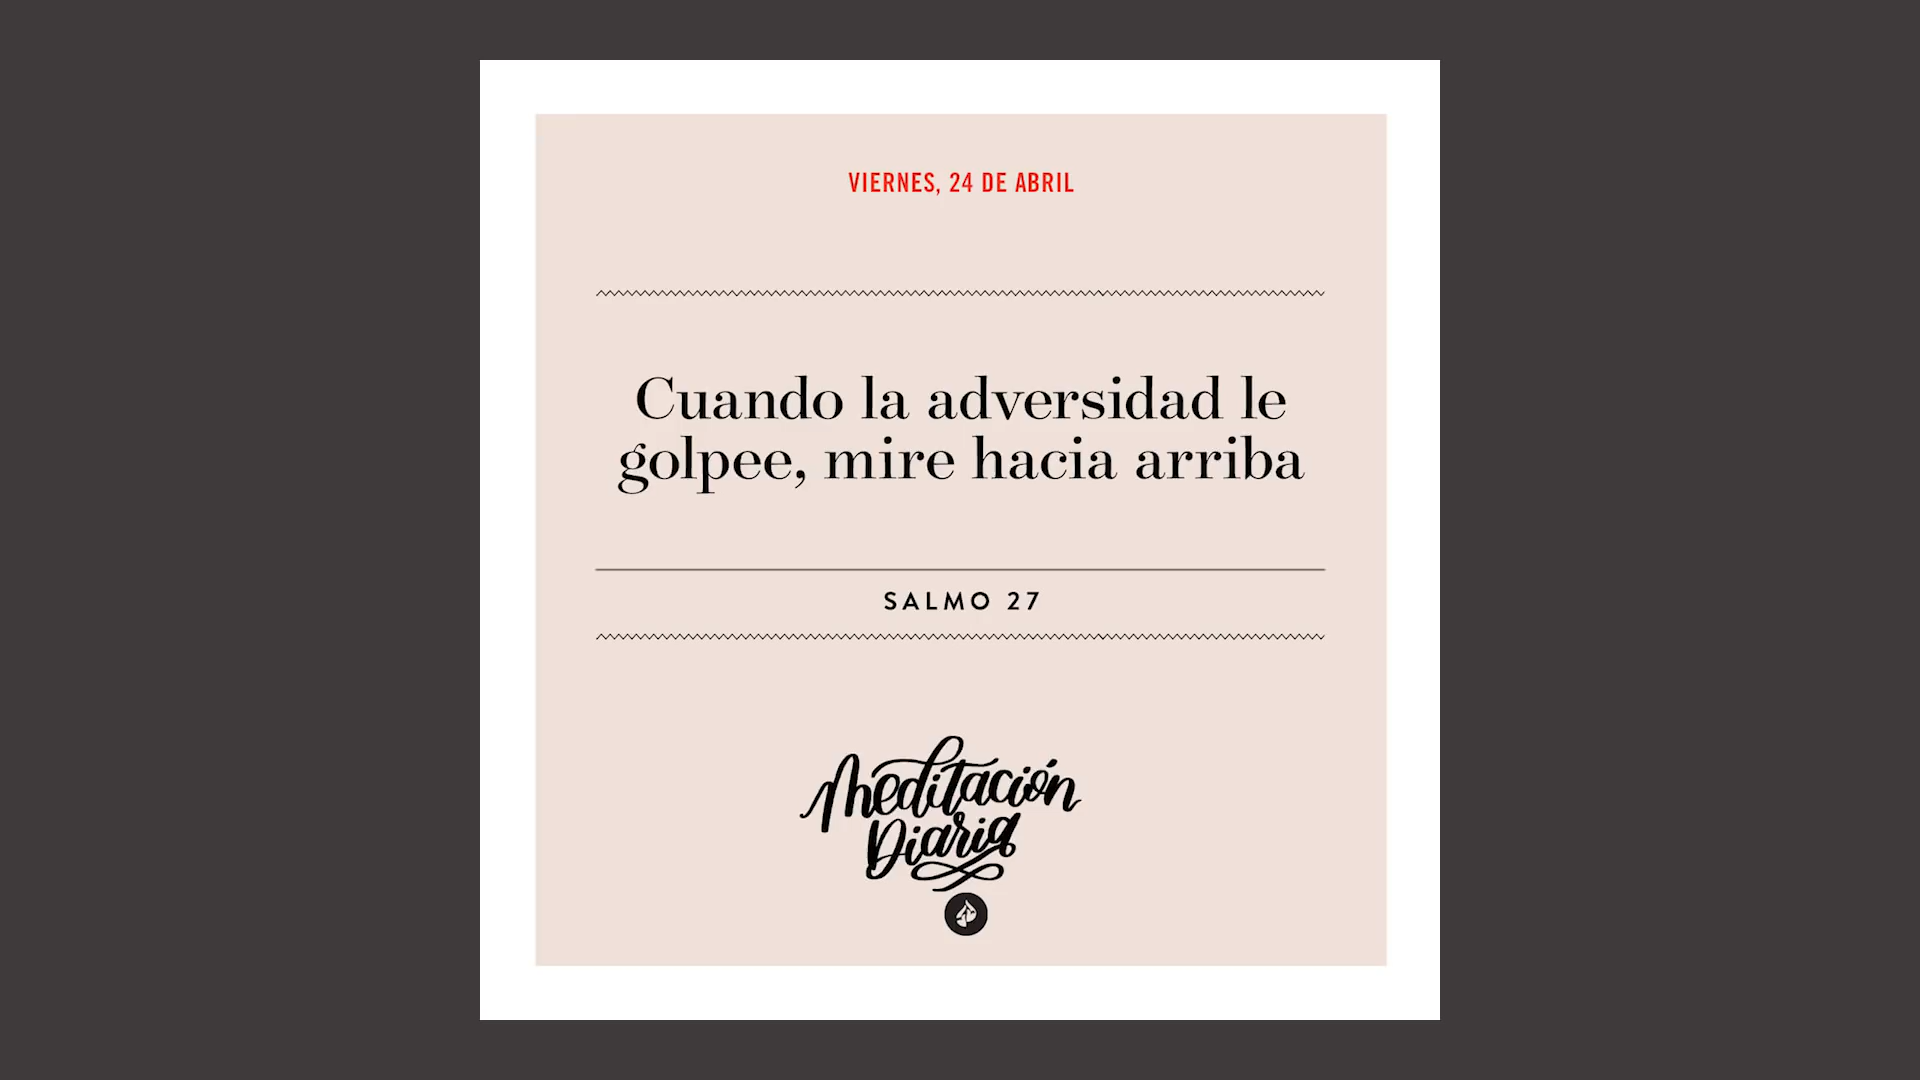 VIERNES, 24 DE ABRIL
Cuando la adversidad le
golpee, mire hacia arriba
SALMO 27
Meditación
Diaria